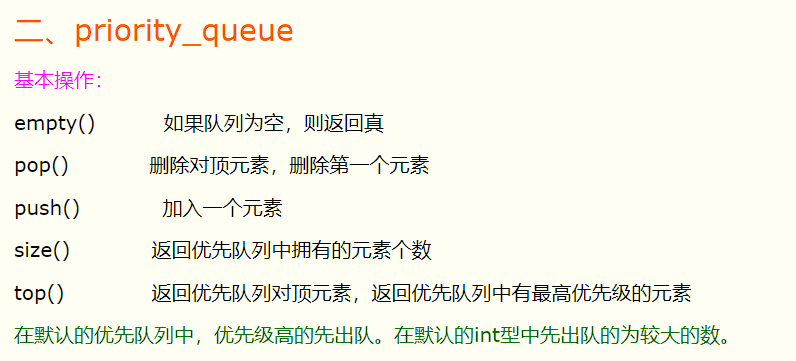 二、priority_queue
基本操作：
empty() 如果队列为空，则返回真
pop() 删除对顶元素，删除第一个元素
push() 加入一个元素
size() 返回优先队列中拥有的元素个数
top() 返回优先队列对顶元素，返回优先队列中有最高优先级的元素
在默认的优先队列中，优先级高的先出队。在默认的int型中先出队的为较大的数。